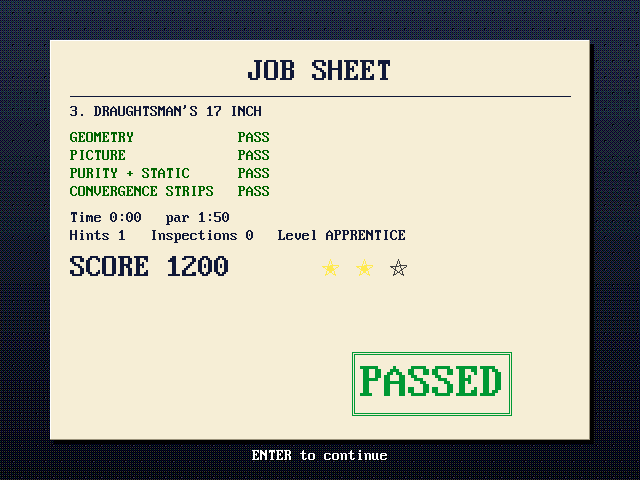 JOB SHEET
3. DRAUGHTSMAN'S 17 INCH
GEOMETRY PASS
PICTURE PASS
PURITY + STATIC PASS
CONVERGENCE STRIPS PASS
Time 0:00 par 1:50
Hints 1 Inspections 0 Level APPRENTICE
SCORE 1200
PASSED
ENTER to continue